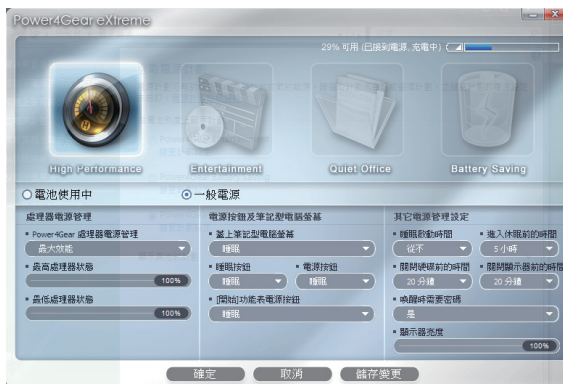 Power4Gear eXtreme
29% 可用 (已接到電源, 充電中)
High Performance
Entertainment
Quiet Office
Battery Saving
電池使用中
一般電源
處理器電源管理
Power4Gear 處理器電源管理
最大效能
最高處理器狀態
100%
最低處理器狀態
100%
電源按鈕及筆記型電腦螢幕
蓋上筆記型電腦螢幕
睡眠
睡眠按鈕
電源按鈕
睡眠
睡眠
[開始]功能表電源按鈕
睡眠
其它電源管理設定
睡眠啟動時間
進入休眠前的時間
從不
5 小時
關閉硬碟前的時間
關閉顯示器前的時間
20 分鐘
20 分鐘
喚醒時需要密碼
是
顯示器亮度
100%
確定
取消
儲存變更